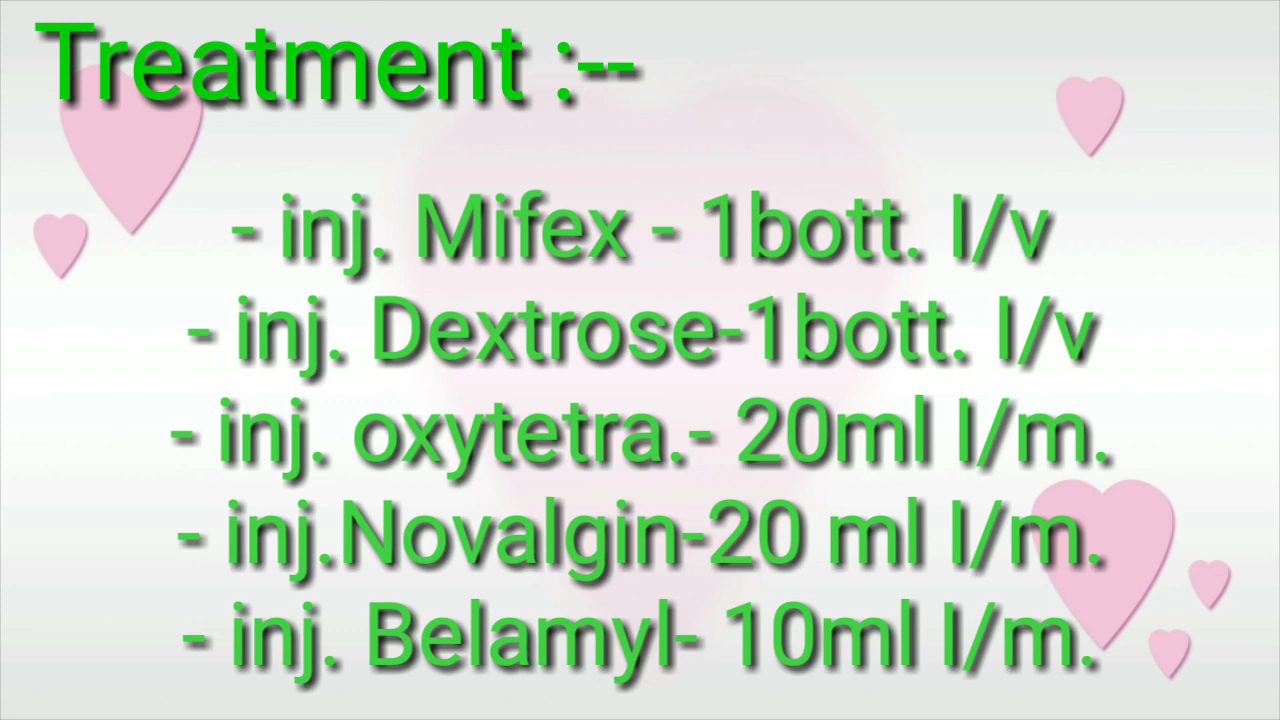 Treatment :--
- inj. Mifex - 1bott. I/v
- inj. Dextrose-1bott. I/v
- inj. oxytetra.- 20ml I/m.
- inj.Novalgin-20 ml I/m.
- inj. Belamyl- 10ml I/m.